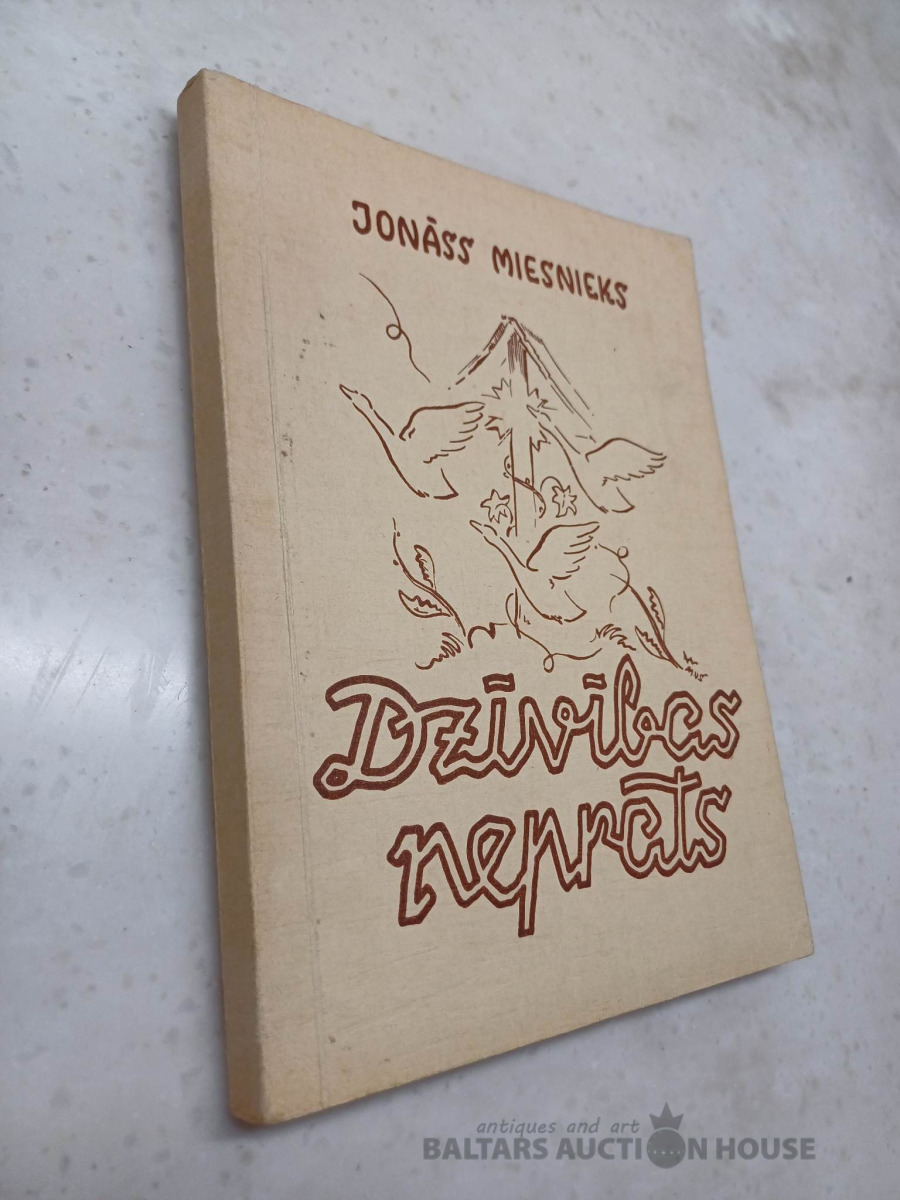 JONĀSS MIESNIEKS
Dzīvības
neprāts
antiques and art
BALTARS AUCTION HOUSE